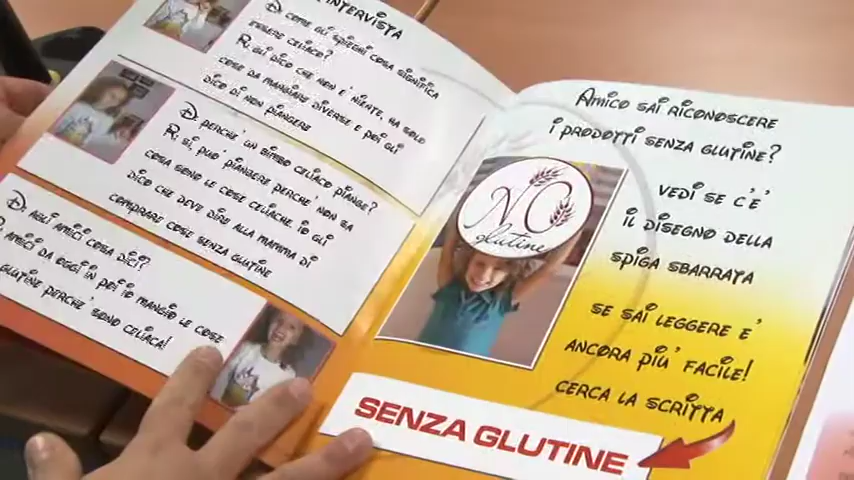 INTERVISTA
D. COME GLI SPIEGHI COSA SIGNIFICA
ESSERE CELIACO?
R. GLI DICO CHE NON E' NIENTE, HA SOLO
COSE DA MANGIARE DIVERSE E POI GLI
DICO DI NON PIANGERE
D. PERCHE' UN BIMBO CELIACO PIANGE?
R. SI, PUO' PIANGERE PERCHE' NON SA
COSA SONO LE COSE CELIACHE. IO GLI
DICO CHE DEVE DIRE ALLA MAMMA DI
COMPRARE COSE SENZA GLUTINE
D. AGLI AMICI COSA DICI?
AMICI DA OGGI IN POI IO MANGIO LE COSE
GLUTINE PERCHE' SONO CELIACA!
AMICO SAI RICONOSCERE
I PRODOTTI SENZA GLUTINE?
NO
glutine
VEDI SE C'E'
IL DISEGNO DELLA
SPIGA SBARRATA
SE SAI LEGGERE E'
ANCORA PIU' FACILE!
CERCA LA SCRITTA
SENZA GLUTINE